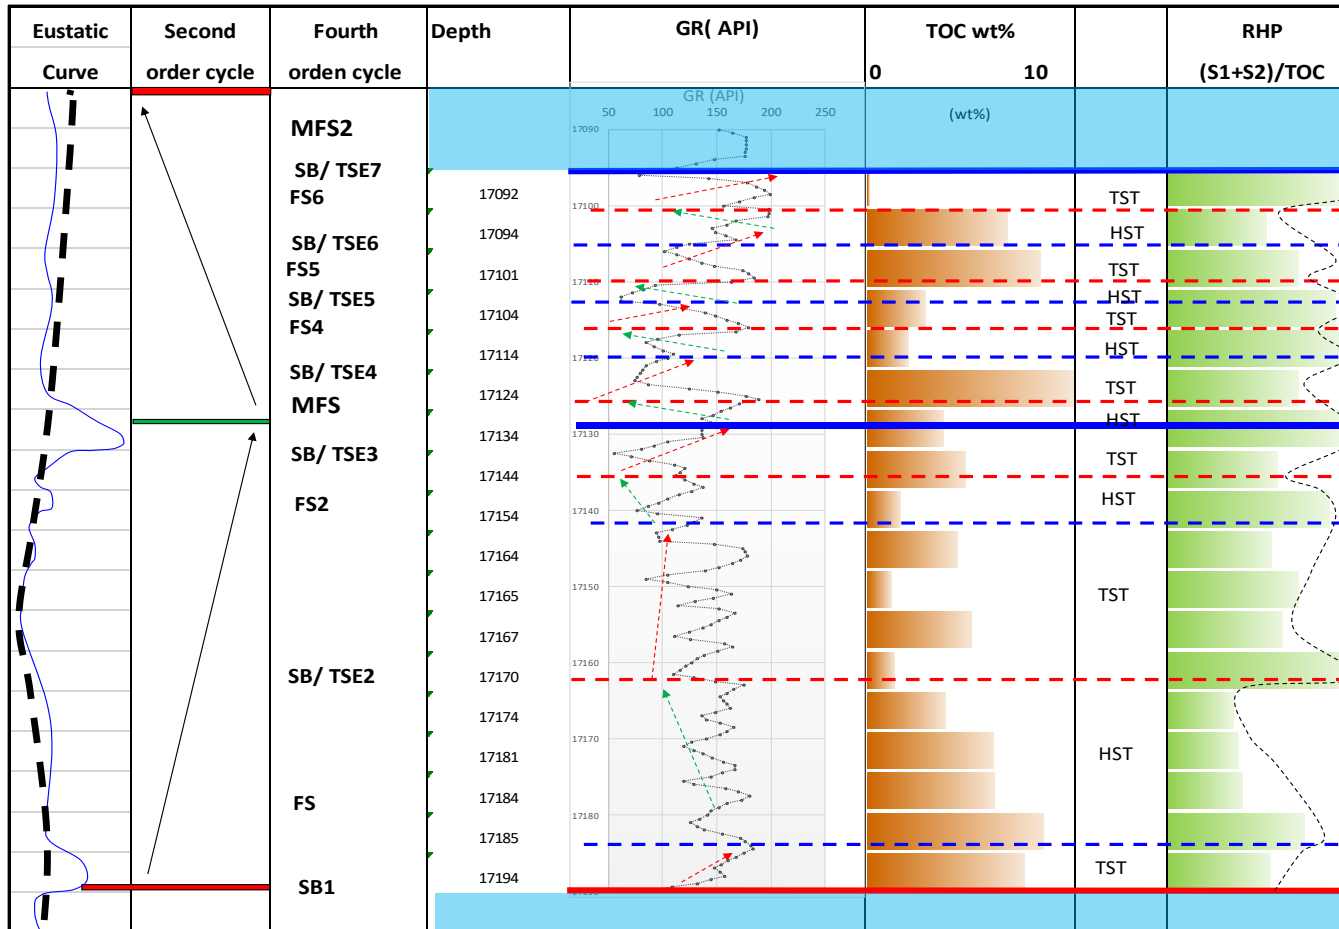 Eustatic Curve
Second order cycle
Fourth orden cycle
Depth
GR( API)
TOC wt%
0 10
RHP (S1+S2)/TOC
GR (API)
50 100 150 200 250
(wt%)
MFS2
SB/ TSE7
FS6
SB/ TSE6
FS5
SB/ TSE5
FS4
SB/ TSE4
MFS
SB/ TSE3
FS2
SB/ TSE2
FS
SB1
17092
17094
17101
17104
17114
17124
17134
17144
17154
17164
17165
17167
17170
17174
17181
17184
17185
17194
17090
17100
17110
17120
17130
17140
17150
17160
17170
17180
TST
HST
TST
HST
TST
HST
TST
HST
TST
HST
TST
HST
TST